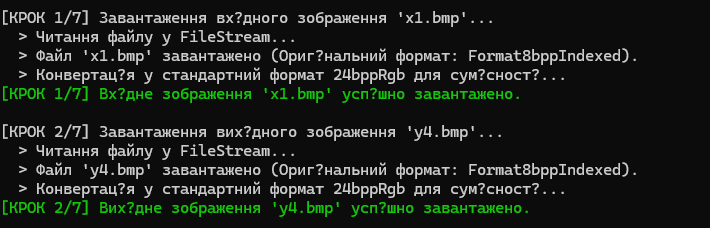 [КРОК 1/7] Завантаження вх?дного зображення 'x1.bmp'...
> Читання файлу у FileStream...
> Файл 'x1.bmp' завантажено (Ориг?нальний формат: Format8bppIndexed).
> Конвертац?я у стандартний формат 24bppRgb для сум?сност?...
[КРОК 1/7] Вх?дне зображення 'x1.bmp' усп?шно завантажено.
[КРОК 2/7] Завантаження вих?дного зображення 'y4.bmp'...
> Читання файлу у FileStream...
> Файл 'y4.bmp' завантажено (Ориг?нальний формат: Format8bppIndexed).
> Конвертац?я у стандартний формат 24bppRgb для сум?сност?...
[КРОК 2/7] Вих?дне зображення 'y4.bmp' усп?шно завантажено.